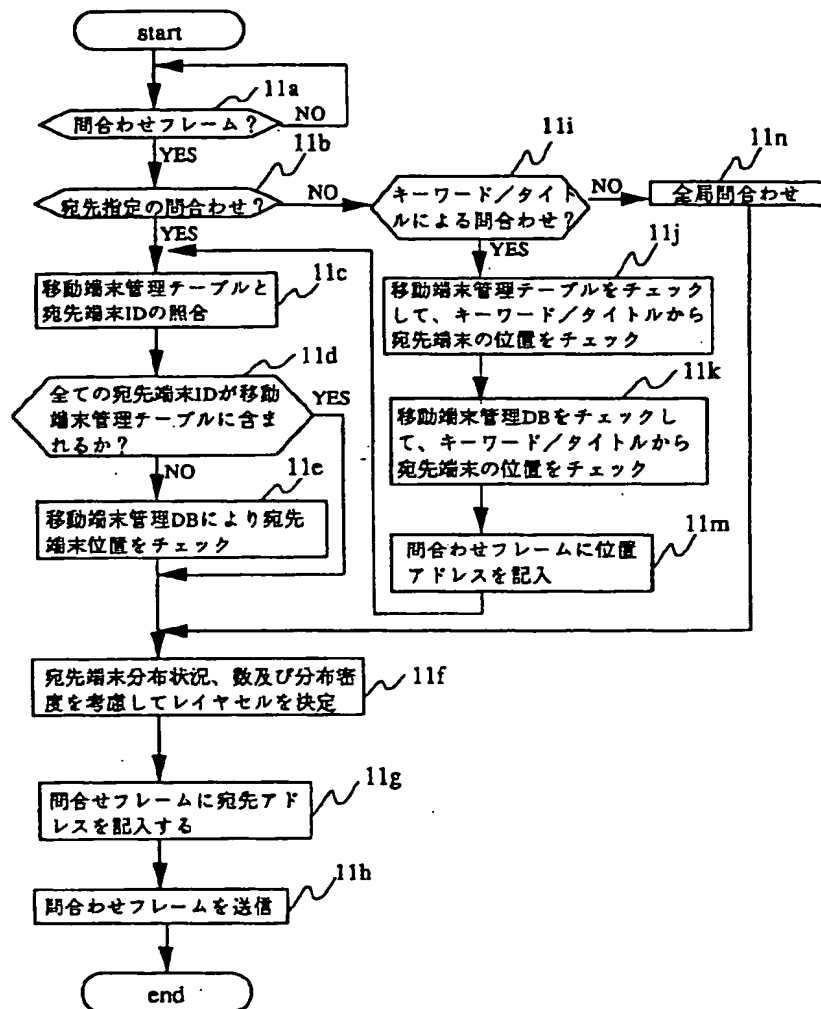 start
11a
問合わせフレーム？
NO
YES
11b
宛先指定の問合わせ？
NO
YES
11i
キーワード／タイト
ルによる問合わせ？
NO
YES
11n
全局問合わせ
11c
移動端末管理テーブルと
宛先端末IDの照合
11j
移動端末管理テーブルをチェック
して、キーワード／タイトルから
宛先端末の位置をチェック
11d
全ての宛先端末IDが移動
端末管理テーブルに含ま
れるか？
YES
NO
11k
移動端末管理DBをチェックし
て、キーワード／タイトルから
宛先端末の位置をチェック
11e
移動端末管理DBにより宛先
端末位置をチェック
11m
問合わせフレームに位置
アドレスを記入
宛先端末分布状況、数及び分布密
度を考慮してレイヤセルを決定
11f
問合せフレームに宛先アド
レスを記入する
11g
問合わせフレームを送信
11h
end